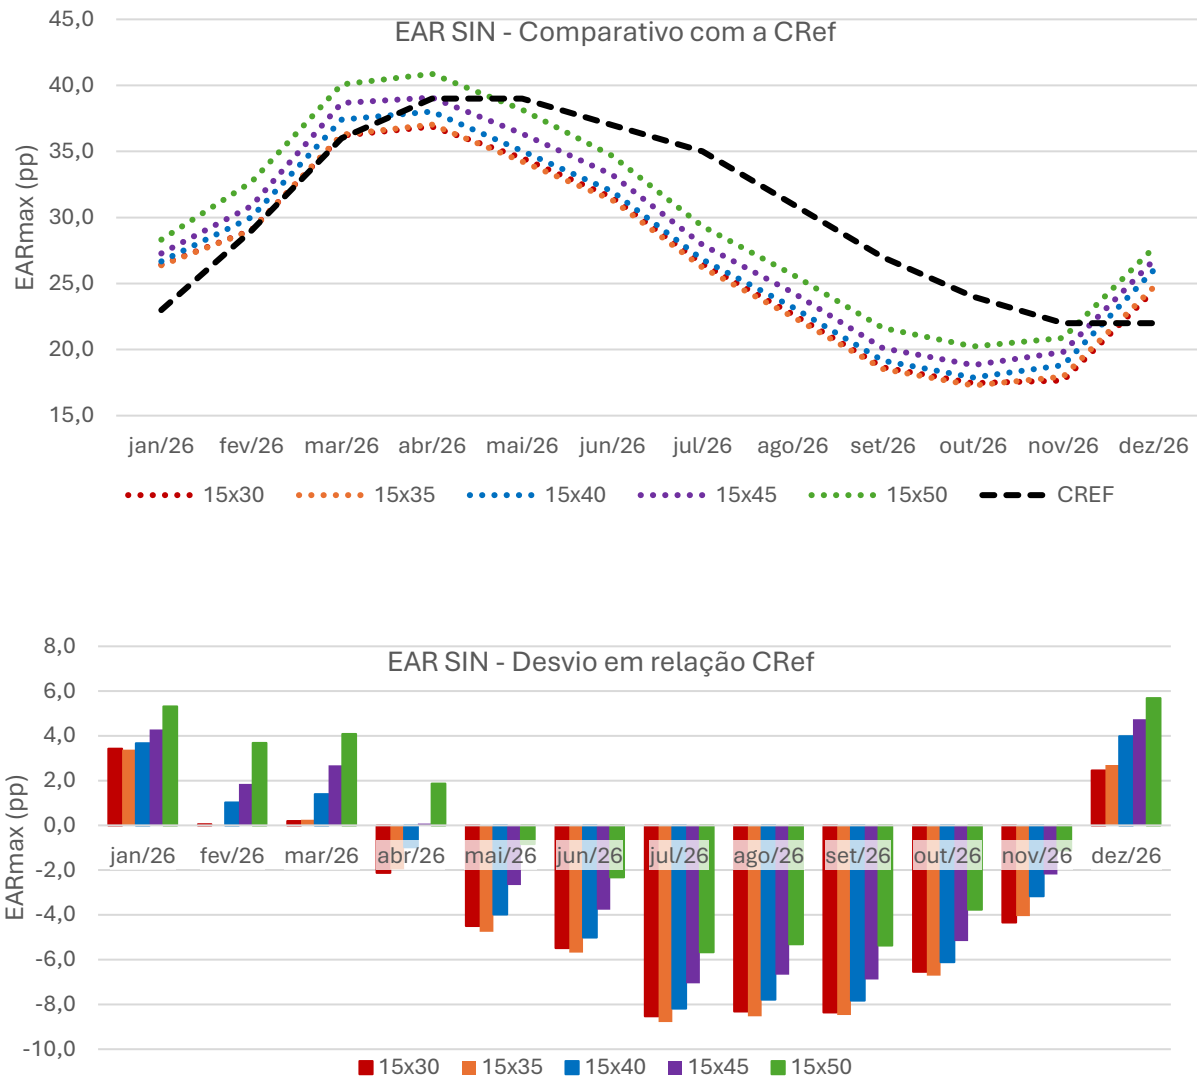 EAR SIN - Comparativo com a CRef
EARmax (pp)
45,0
40,0
35,0
30,0
25,0
20,0
15,0
jan/26 fev/26 mar/26 abr/26 mai/26 jun/26 jul/26 ago/26 set/26 out/26 nov/26 dez/26
15x30 15x35 15x40 15x45 15x50 CREF
EAR SIN - Desvio em relação CRef
EARmax (pp)
8,0
6,0
4,0
2,0
0,0
-2,0
-4,0
-6,0
-8,0
-10,0
jan/26 fev/26 mar/26 abr/26 mai/26 jun/26 jul/26 ago/26 set/26 out/26 nov/26 dez/26
15x30 15x35 15x40 15x45 15x50